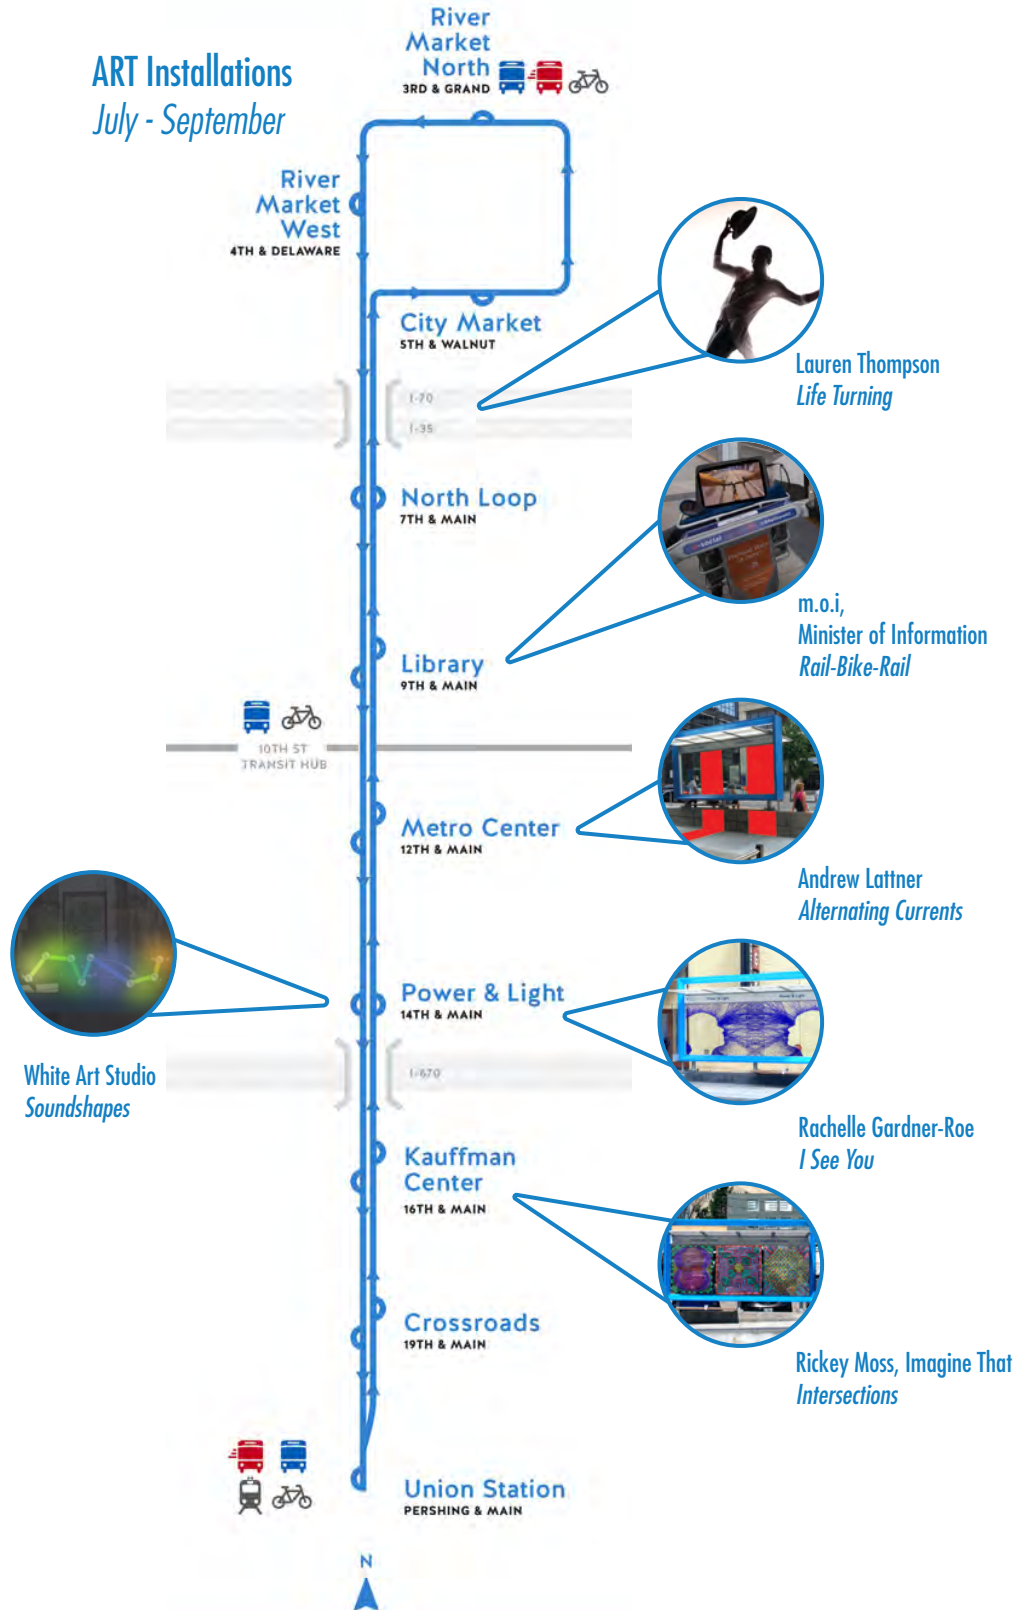 ART Installations
July - September
River
Market
North
3RD & GRAND
River
Market
West
4TH & DELAWARE
City Market
5TH & WALNUT
I-70
I-35
Lauren Thompson
Life Turning
North Loop
7TH & MAIN
m.o.i,
Minister of Information
Rail-Bike-Rail
Library
9TH & MAIN
10TH ST
TRANSIT HUB
Metro Center
12TH & MAIN
Andrew Lattner
Alternating Currents
Power & Light
14TH & MAIN
White Art Studio
Soundshapes
I-670
Rachelle Gardner-Roe
I See You
Kauffman
Center
16TH & MAIN
Crossroads
19TH & MAIN
Rickey Moss, Imagine That
Intersections
Union Station
PERSHING & MAIN
N